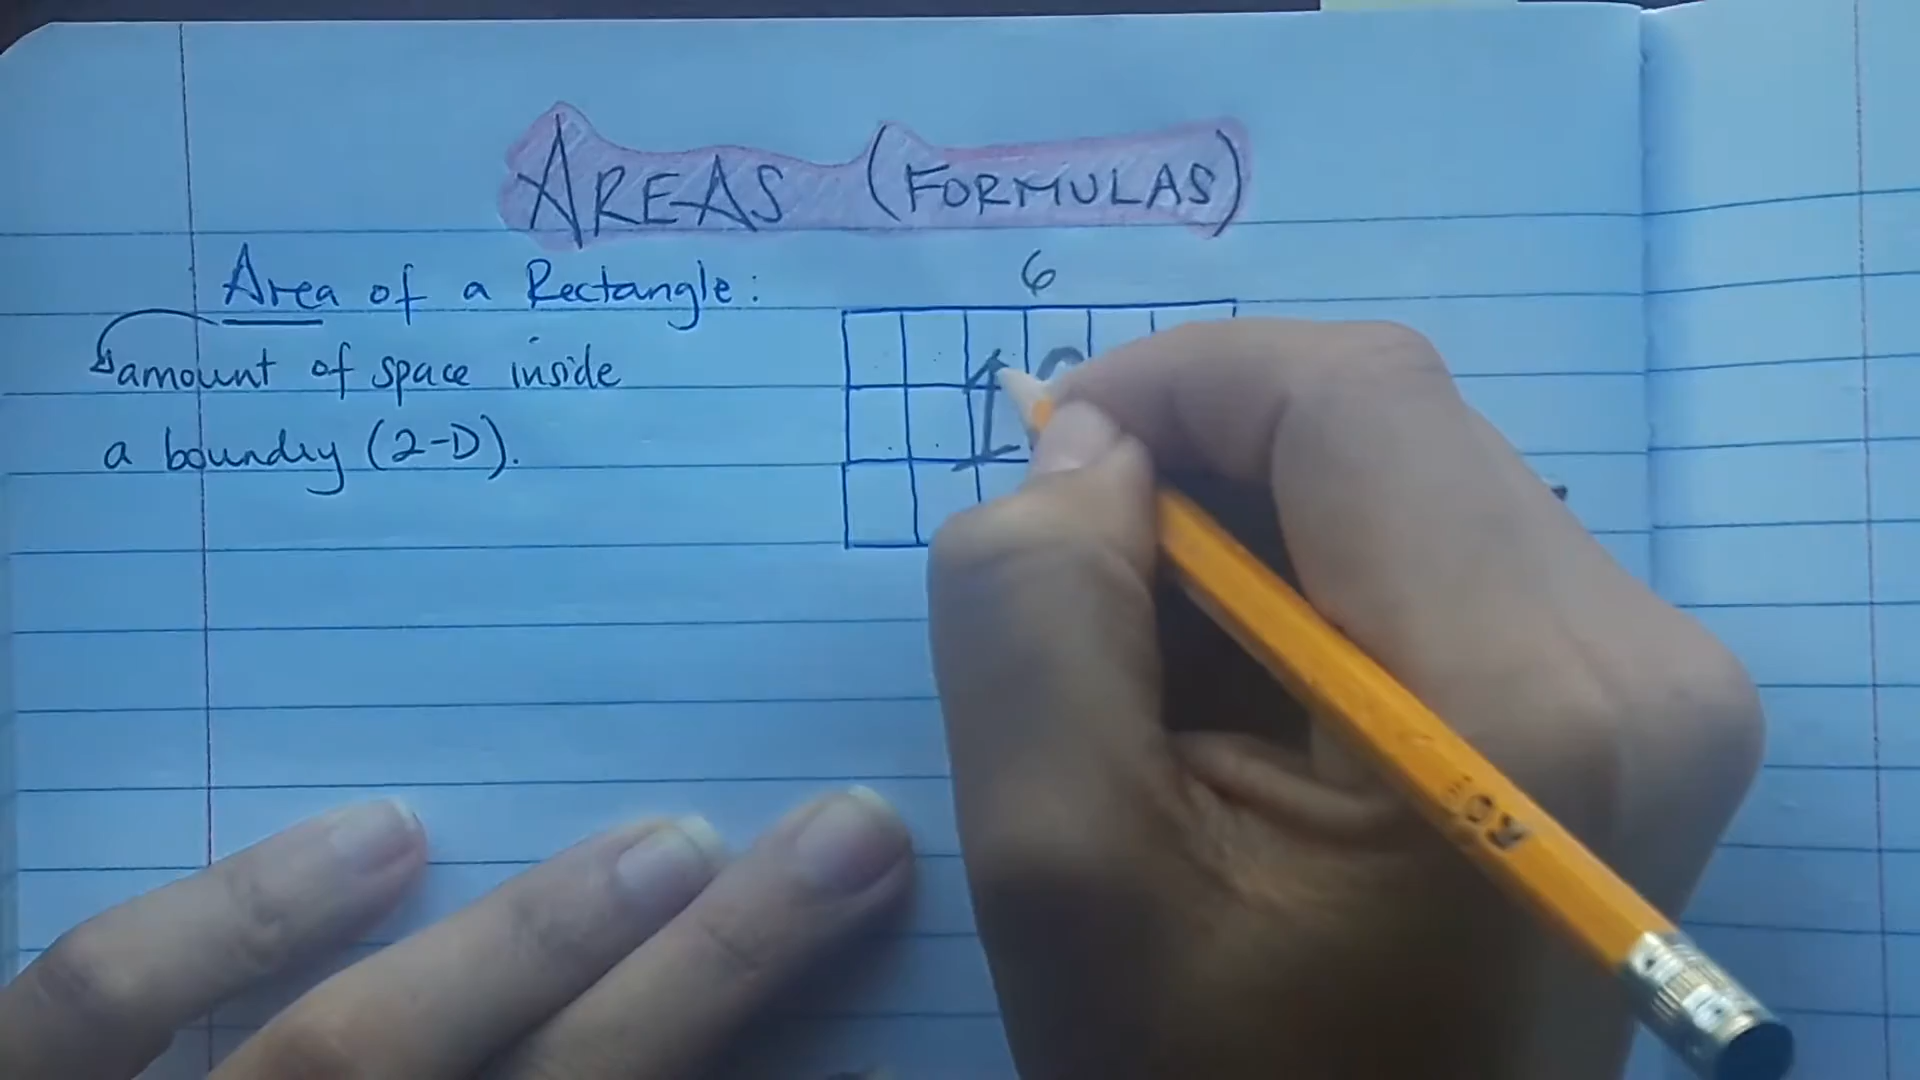 AREAS (FORMULAS)
Area of a Rectangle:
6
amount of space inside
a boundry (2-D).